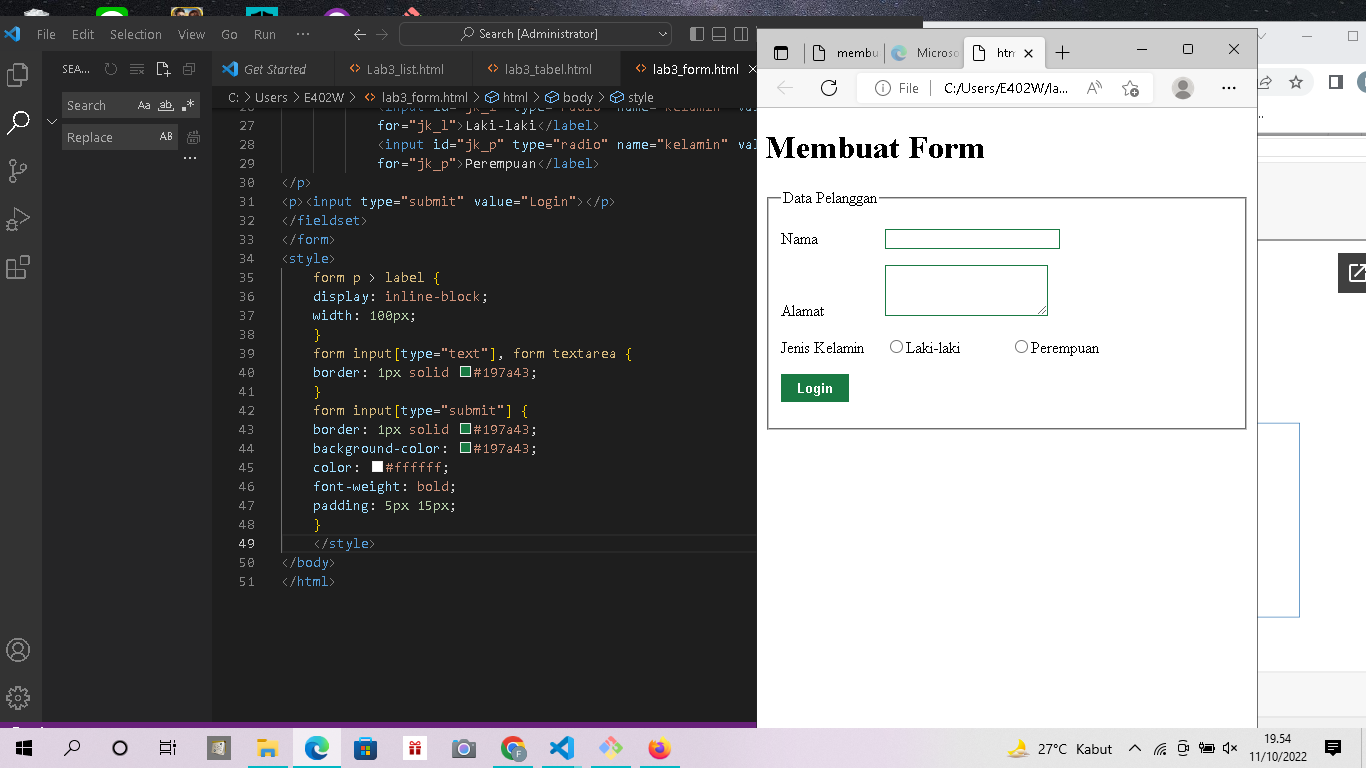 File Edit Selection View Go Run ··· Search [Administrator]
SEA...
Get Started Lab3_list.html lab3_tabel.html lab3_form.html
C: > Users > E402W > lab3_form.html > html > body > style
Search Aa ab .*
Replace AB
26 <input id="jk_l" type="radio" name="kelamin" val
27 for="jk_l">Laki-laki</label>
28 <input id="jk_p" type="radio" name="kelamin" val
29 for="jk_p">Perempuan</label>
30 </p>
31 <p><input type="submit" value="Login"></p>
32 </fieldset>
33 </form>
34 <style>
35 form p > label {
36 display: inline-block;
37 width: 100px;
38 }
39 form input[type="text"], form textarea {
40 border: 1px solid #197a43;
41 }
42 form input[type="submit"] {
43 border: 1px solid #197a43;
44 background-color: #197a43;
45 color: #ffffff;
46 font-weight: bold;
47 padding: 5px 15px;
48 }
49 </style>
50 </body>
51 </html>
membu Microso htm
File C:/Users/E402W/la...
Membuat Form
Data Pelanggan
Nama
Alamat
Jenis Kelamin Laki-laki Perempuan
Login
27°C Kabut
19.54
11/10/2022